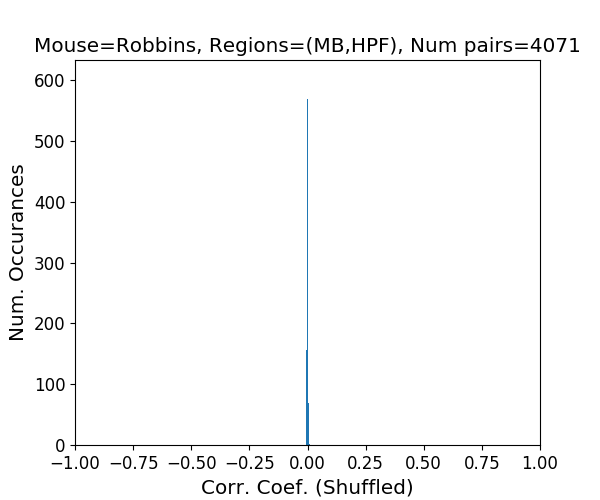 Mouse=Robbins, Regions=(MB,HPF), Num pairs=4071
600
500
400
300
200
100
0
Num. Occurances
−1.00 −0.75 −0.50 −0.25 0.00 0.25 0.50 0.75 1.00
Corr. Coef. (Shuffled)